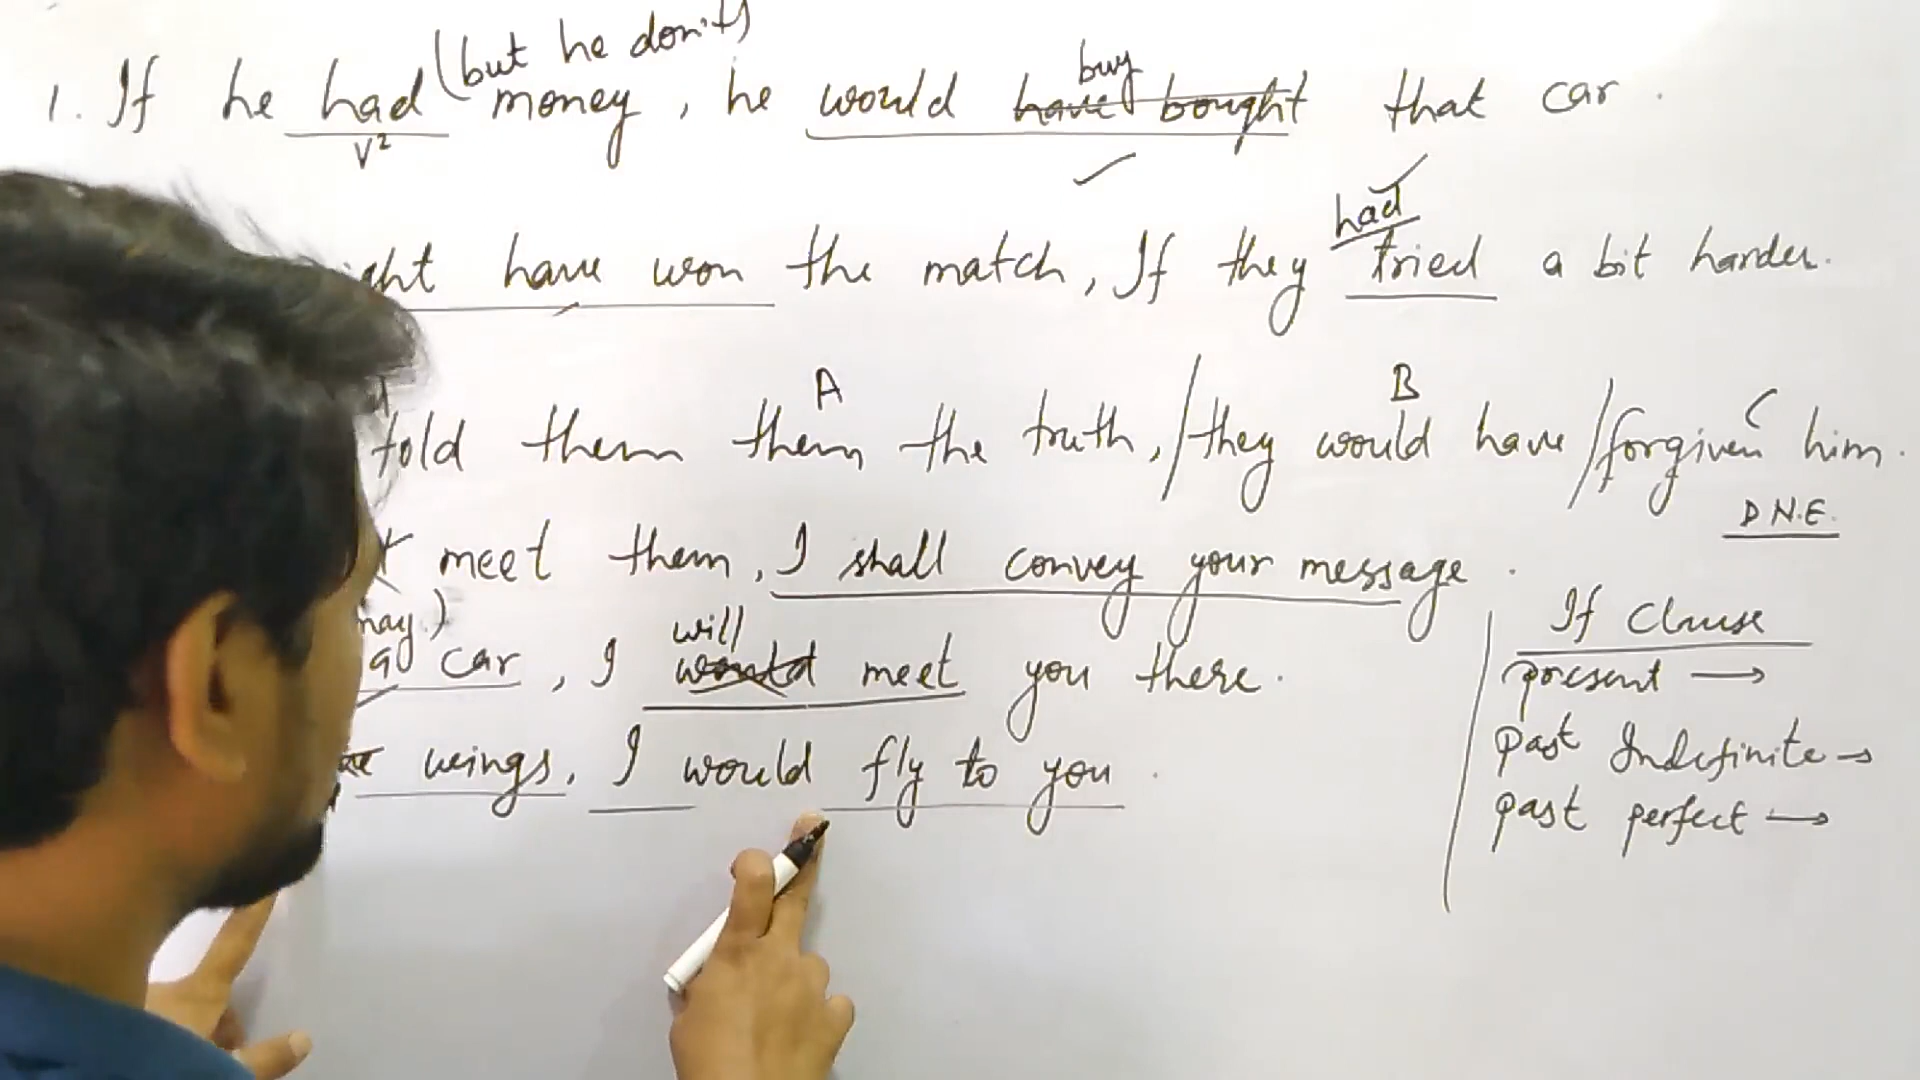 (but he don't)
buy
1. If he had money, he would have bought that car.
V²
had
have won the match, If they tried a bit harder.
A B C
told them them the truth, / they would have / forgiven him.
D N.E.
meet them, I shall convey your message.
will
a car, I would meet you there.
wings, I would fly to you.
If Clause
present →
Past Indefinite →
past perfect →